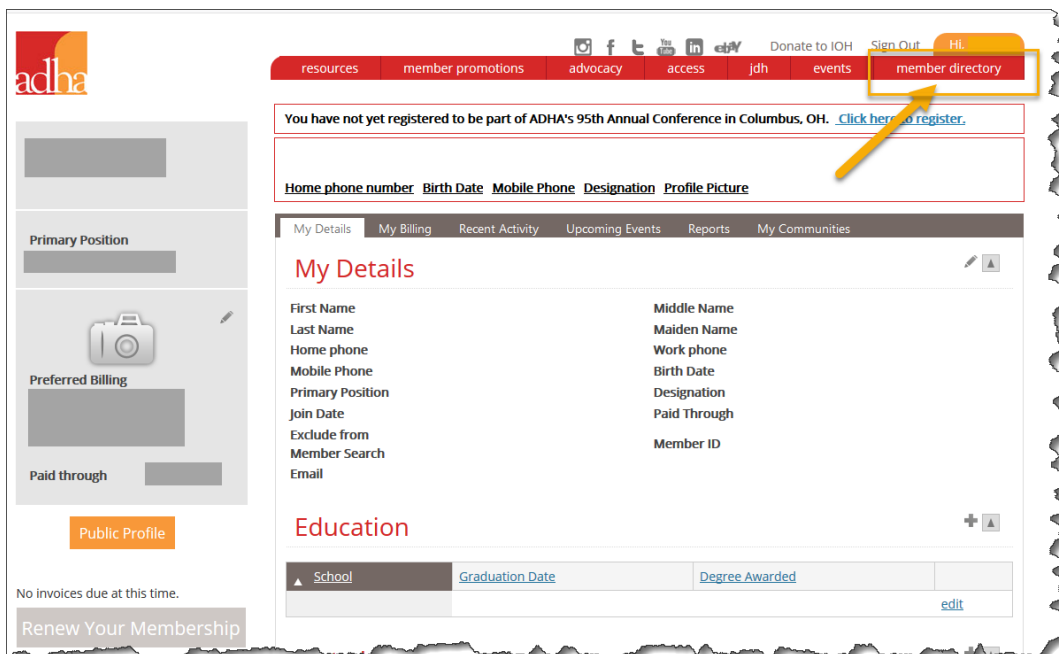 adha
You Tube in ebay Donate to IOH Sign Out Hi,
resources member promotions advocacy access jdh events member directory
You have not yet registered to be part of ADHA's 95th Annual Conference in Columbus, OH. Click here to register.
Home phone number Birth Date Mobile Phone Designation Profile Picture
My Details My Billing Recent Activity Upcoming Events Reports My Communities
Primary Position
Preferred Billing
Paid through
Public Profile
No invoices due at this time.
Renew Your Membership
My Details
First Name Middle Name
Last Name Maiden Name
Home phone Work phone
Mobile Phone Birth Date
Primary Position Designation
Join Date Paid Through
Exclude from
Member Search Member ID
Email
Education
School Graduation Date Degree Awarded
edit